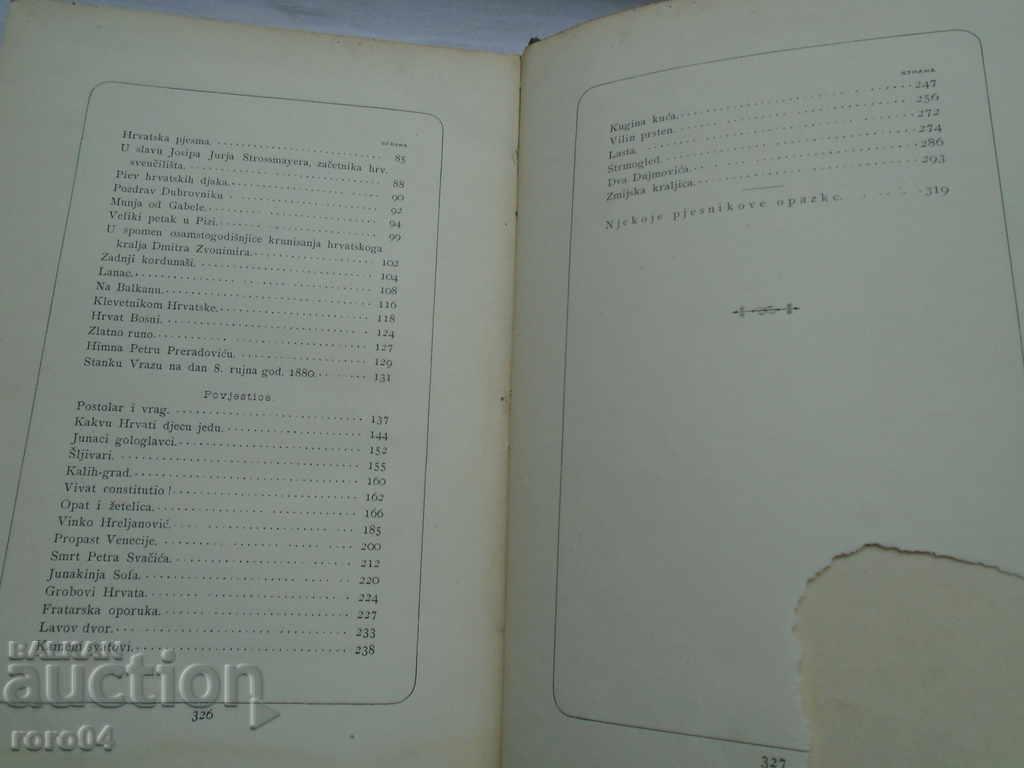 STRANA
Hrvatska pjesma. 85
U slavu Josipa Jurja Strossmayera, začetnika hrv.
sveučilišta. 88
Piev hrvatskih djaka. 90
Pozdrav Dubrovniku 92
Munja od Gabele. 94
Veliki petak u Pizi. 99
U spomen osamstogodišnjice krunisanja hrvatskoga
kralja Dmitra Zvonimira. 102
Zadnji kordunaši. 104
Lanac. 108
Na Balkanu. 116
Klevetnikom Hrvatske. 118
Hrvat Bosni. 124
Zlatno runo. 127
Himna Petru Preradoviću. 129
Stanku Vrazu na dan 8. rujna god. 1880. 131
Povjestice.
Postolar i vrag. 137
Kakvu Hrvati djecu jedu. 144
Junaci gologlavci. 152
Šljivari. 155
Kalih-grad. 160
Vivat constitutio! 162
Opat i žetelica. 166
Vinko Hreljanović. 185
Propast Venecije. 200
Smrt Petra Svačića. 212
Junakinja Sofa. 220
Grobovi Hrvata. 224
Fratarska oporuka. 227
Lavov dvor. 233
Kameni svatovi. 238
326
STRANA
Kugina kuća. 247
Vilin prsten. 256
Lasta. 272
Strmogled. 274
Dva Dujmovića. 286
Zmijska kraljica. 293
Njekoje pjesnikove opazke. 319
327
БАЛКАН
auction
roro04